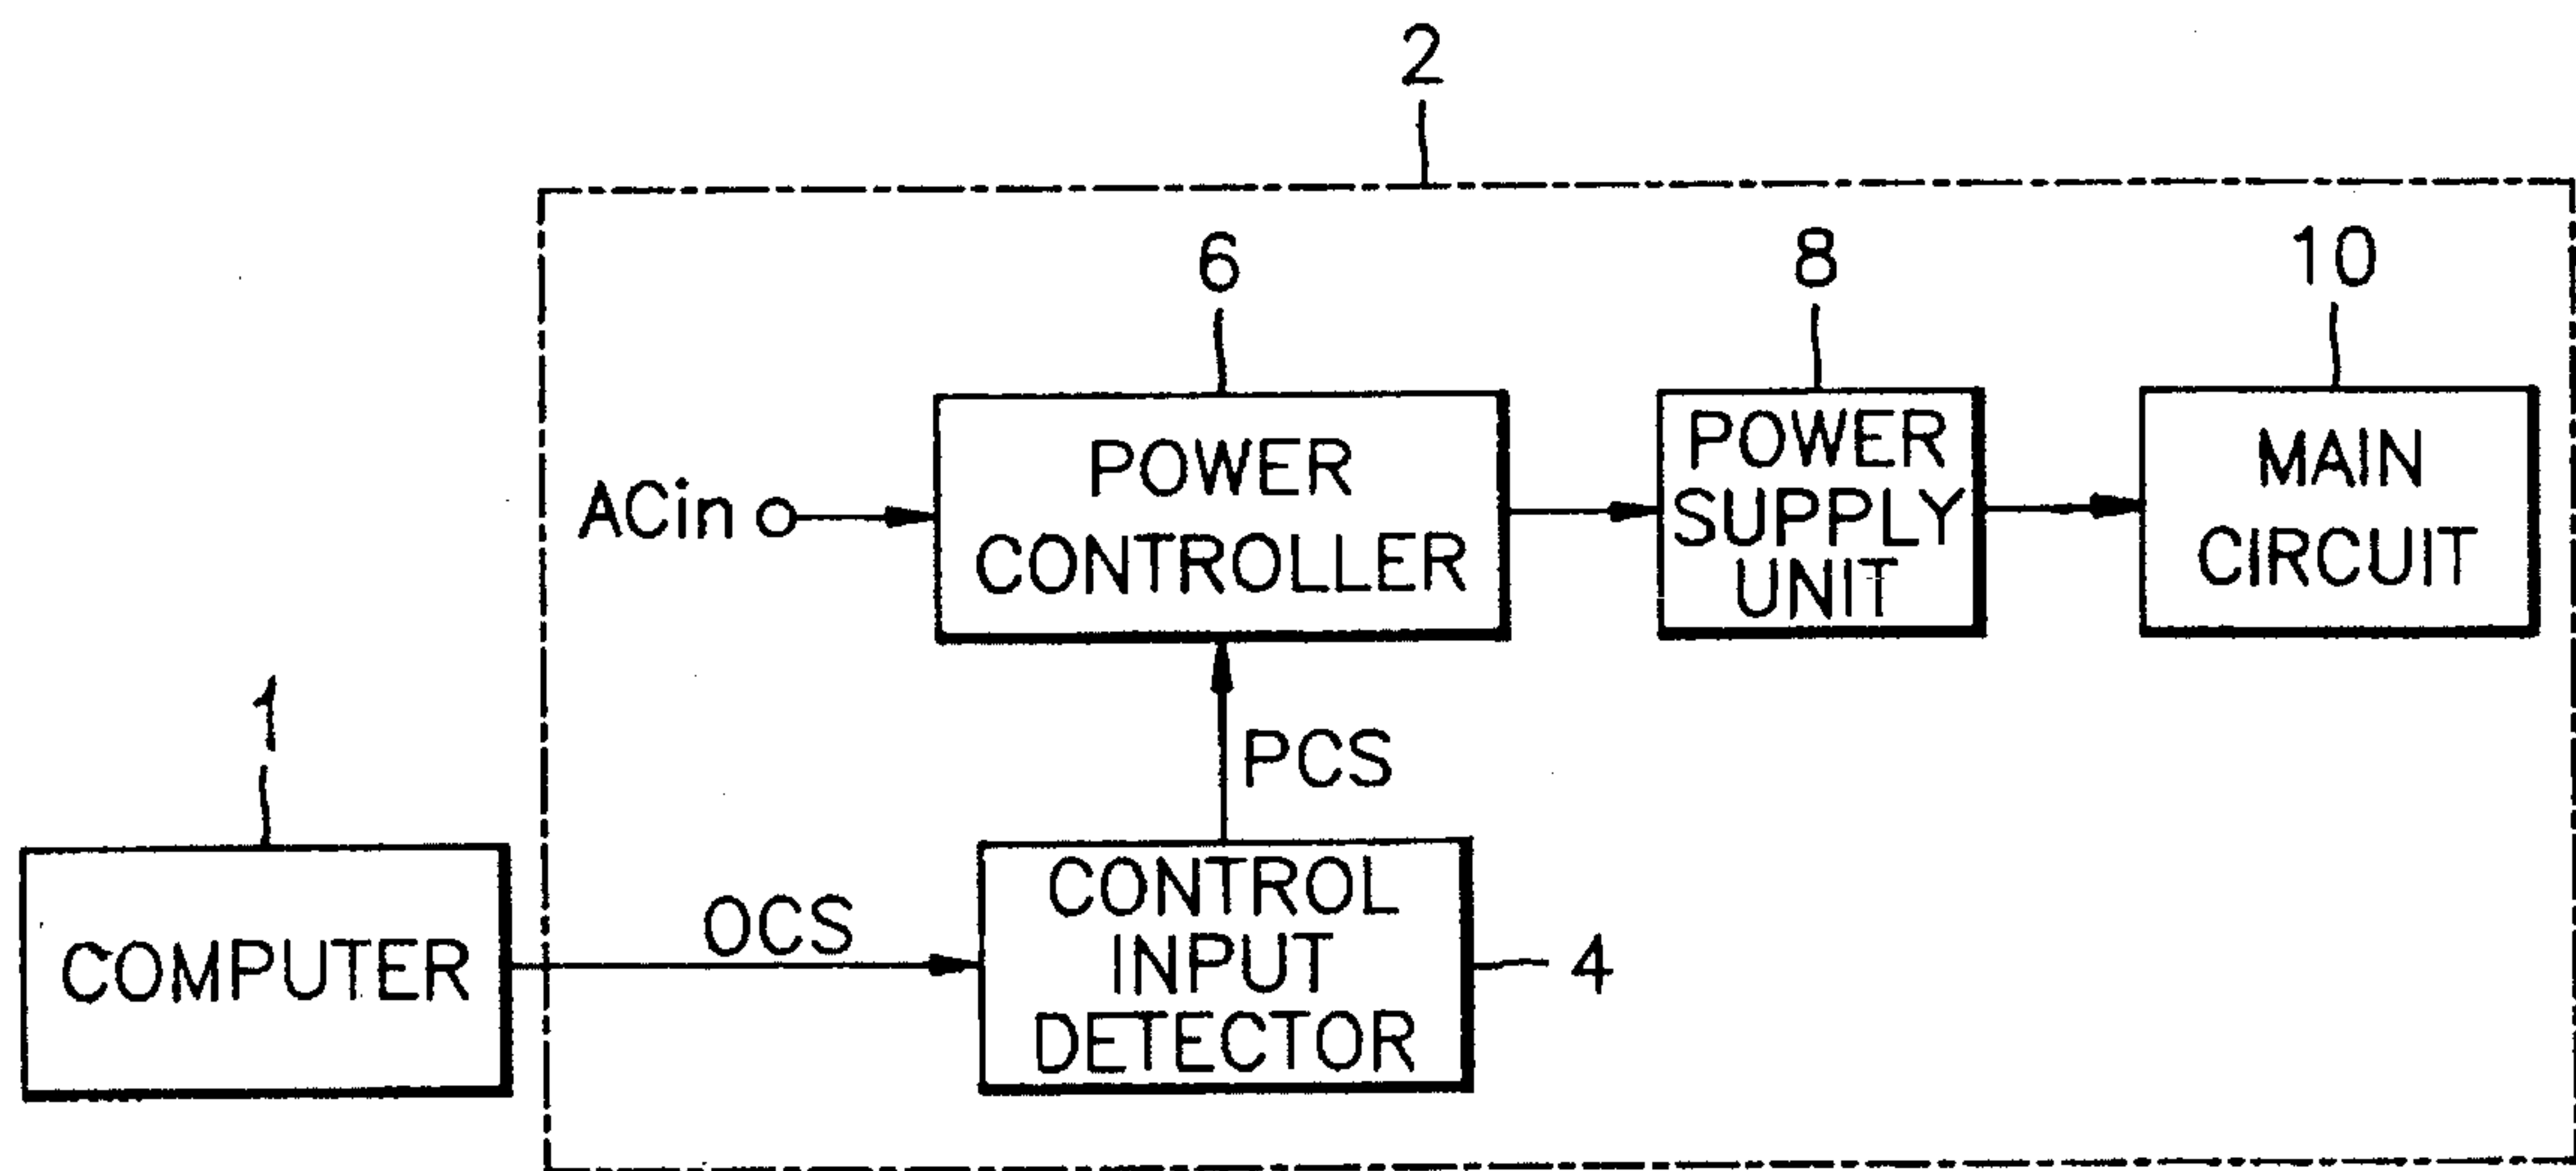 2
6
8
10
ACin
POWER
CONTROLLER
POWER
SUPPLY
UNIT
MAIN
CIRCUIT
PCS
1
COMPUTER
OCS
CONTROL
INPUT
DETECTOR
4